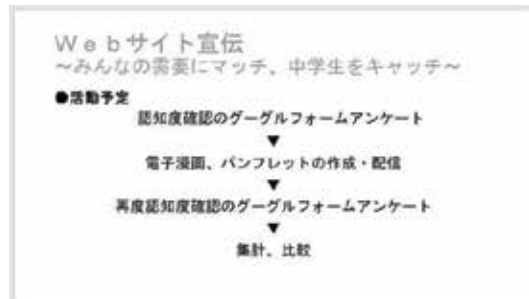 Ｗｅｂサイト宣伝
～みんなの需要にマッチ、中学生をキャッチ～
●活動予定
認知度確認のグーグルフォームアンケート
▼
電子漫画、パンフレットの作成・配信
▼
再度認知度確認のグーグルフォームアンケート
▼
集計、比較